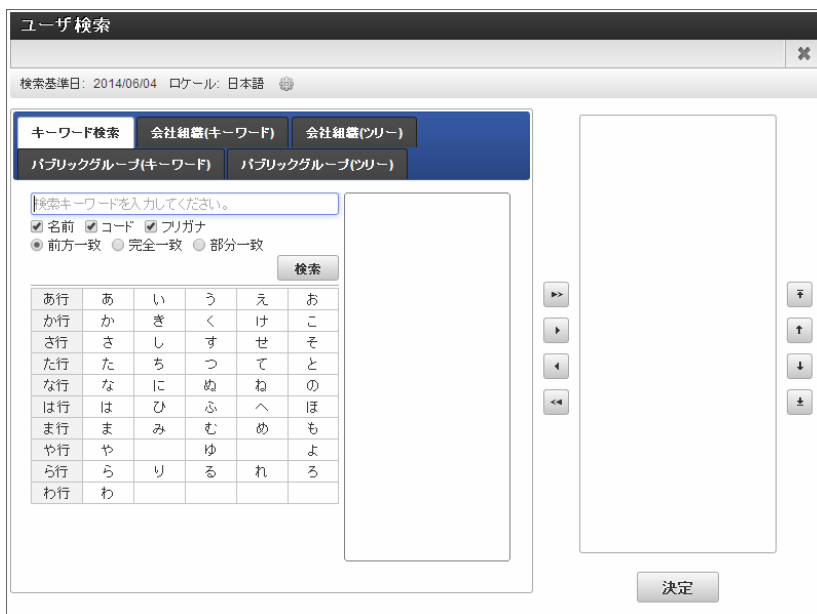 ユーザ検索
検索基準日: 2014/06/04 ロケール: 日本語
キーワード検索 会社組織(キーワード) 会社組織(ツリー)
パブリックグループ(キーワード) パブリックグループ(ツリー)
検索キーワードを入力してください。
名前 コード フリガナ
前方一致 完全一致 部分一致
検索
あ行 あ い う え お
か行 か き く け こ
さ行 さ し す せ そ
た行 た ち つ て と
な行 な に ぬ ね の
は行 は ひ ふ へ ほ
ま行 ま み む め も
や行 や ゆ よ
ら行 ら り る れ ろ
わ行 わ
決定